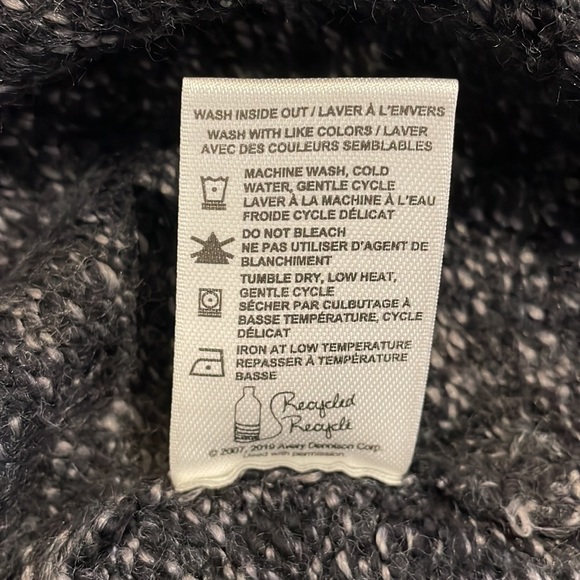 WASH INSIDE OUT / LAVER À L'ENVERS
WASH WITH LIKE COLORS / LAVER
AVEC DES COULEURS SEMBLABLES
MACHINE WASH, COLD
WATER, GENTLE CYCLE
LAVER À LA MACHINE À L'EAU
FROIDE CYCLE DÉLICAT
DO NOT BLEACH
NE PAS UTILISER D'AGENT DE
BLANCHIMENT
TUMBLE DRY, LOW HEAT,
GENTLE CYCLE
SÉCHER PAR CULBUTAGE À
BASSE TEMPÉRATURE, CYCLE
DÉLICAT
IRON AT LOW TEMPERATURE
REPASSER À TEMPÉRATURE
BASSE
Recycled
Recyclé
© 2007, 2019 Avery Dennison Corp.
Used with permission.